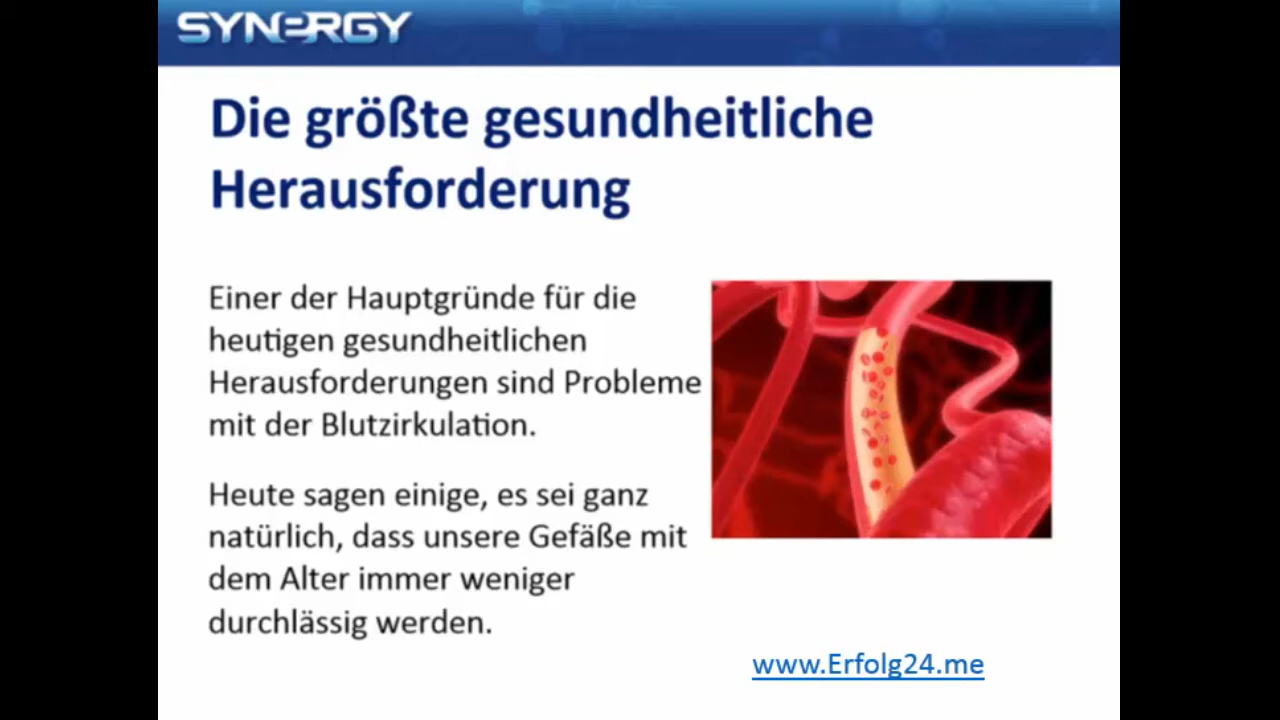 SYNERGY
Die größte gesundheitliche
Herausforderung
Einer der Hauptgründe für die
heutigen gesundheitlichen
Herausforderungen sind Probleme
mit der Blutzirkulation.
Heute sagen einige, es sei ganz
natürlich, dass unsere Gefäße mit
dem Alter immer weniger
durchlässig werden.
www.Erfolg24.me